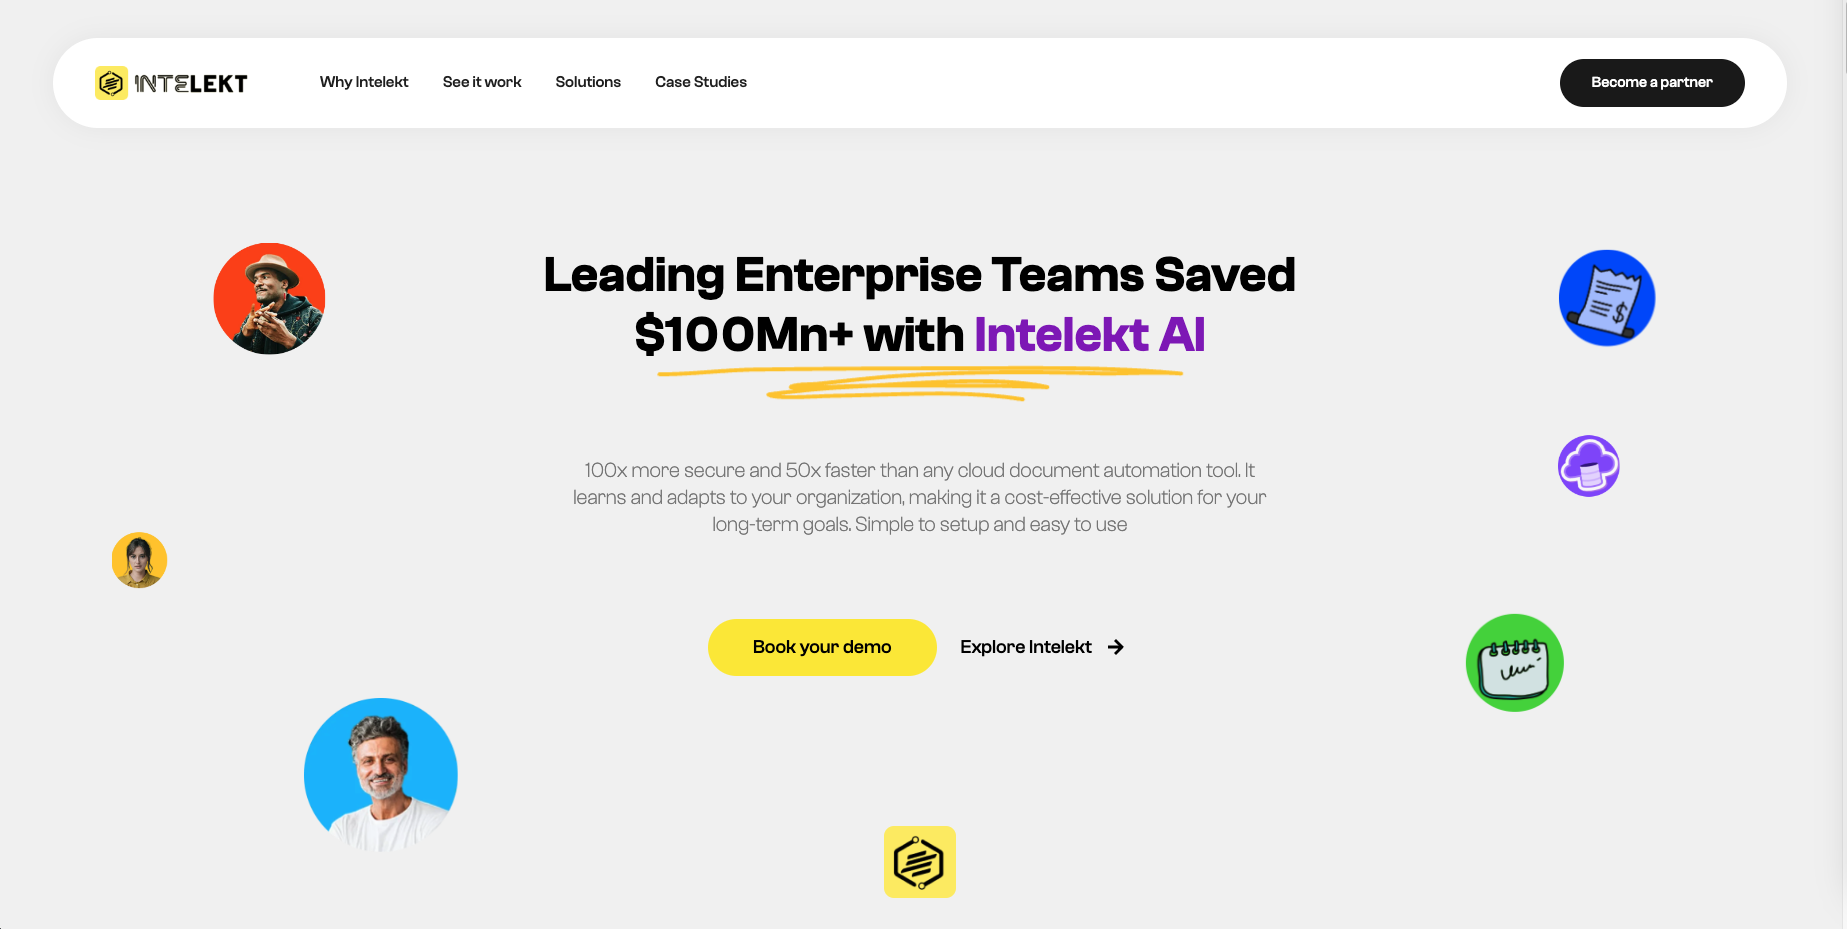 INTELEKT
Why Intelekt
See it work
Solutions
Case Studies
Become a partner
Leading Enterprise Teams Saved
$100Mn+ with Intelekt AI
100x more secure and 50x faster than any cloud document automation tool. It
learns and adapts to your organization, making it a cost-effective solution for your
long-term goals. Simple to setup and easy to use
Book your demo
Explore Intelekt
$